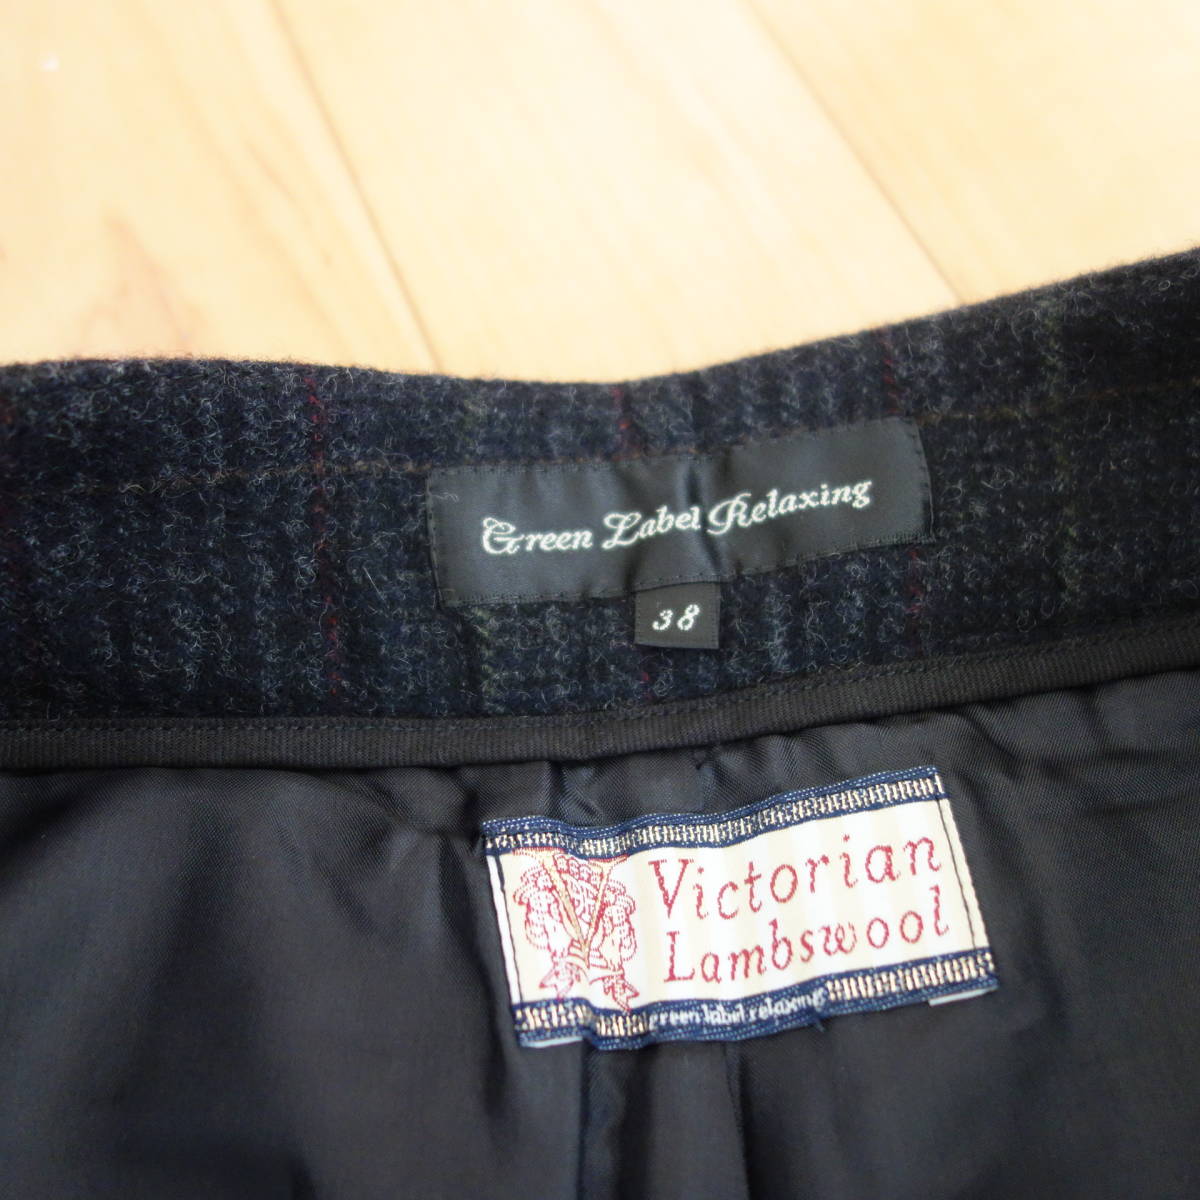 Green Label Relaxing
38
Victorian
Lambswool
green label relaxing